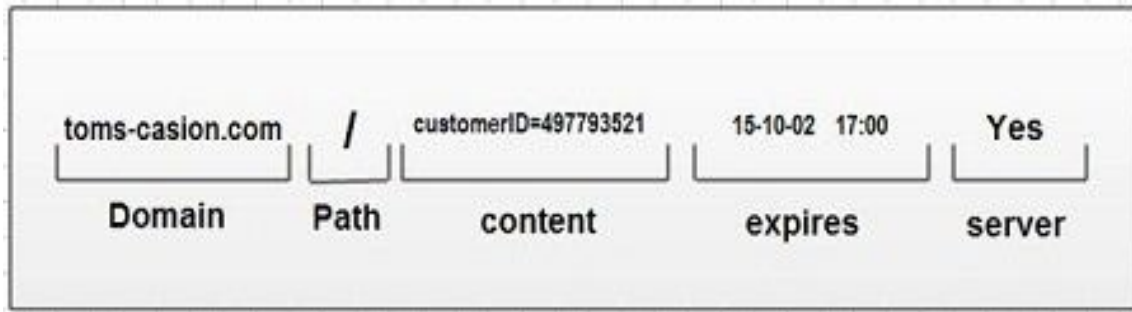 toms-casion.com / customerID=497793521 15-10-02 17:00 Yes
Domain Path content expires server